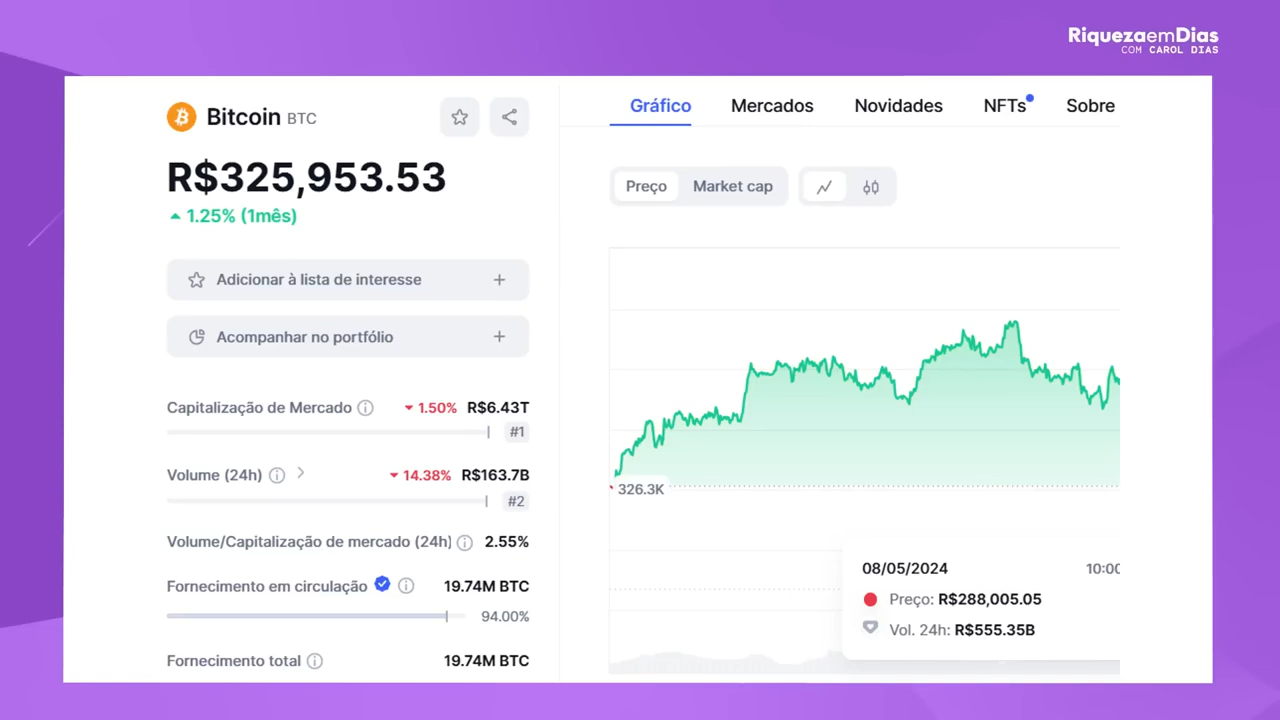 RiquezaemDias
COM CAROL DIAS
Bitcoin BTC
R$325,953.53
1.25% (1mês)
Adicionar à lista de interesse
Acompanhar no portfólio
Capitalização de Mercado 1.50% R$6.43T
#1
Volume (24h) 14.38% R$163.7B
#2
Volume/Capitalização de mercado (24h) 2.55%
Fornecimento em circulação 19.74M BTC
94.00%
Fornecimento total 19.74M BTC
Gráfico Mercados Novidades NFTs Sobre
Preço Market cap
326.3K
08/05/2024 10:00
Preço: R$288,005.05
Vol. 24h: R$555.35B